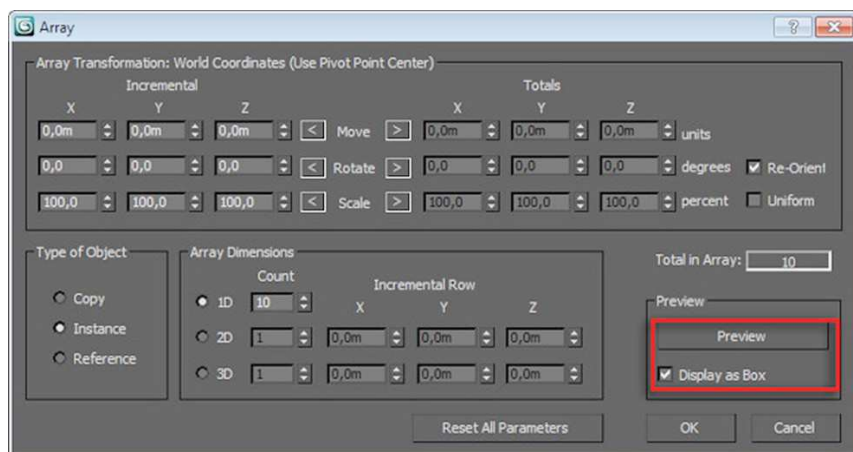 Array
Array Transformation: World Coordinates (Use Pivot Point Center)
Incremental Totals
X Y Z X Y Z
0,0m 0,0m 0,0m < Move > 0,0m 0,0m 0,0m units
0,0 0,0 0,0 < Rotate > 0,0 0,0 0,0 degrees Re-Orient
100,0 100,0 100,0 < Scale > 100,0 100,0 100,0 percent Uniform
Type of Object Array Dimensions
Count Total in Array: 10
Incremental Row
Copy 1D 10 X Y Z Preview
Instance 2D 1 0,0m 0,0m 0,0m Preview
Reference 3D 1 0,0m 0,0m 0,0m Display as Box
Reset All Parameters OK Cancel